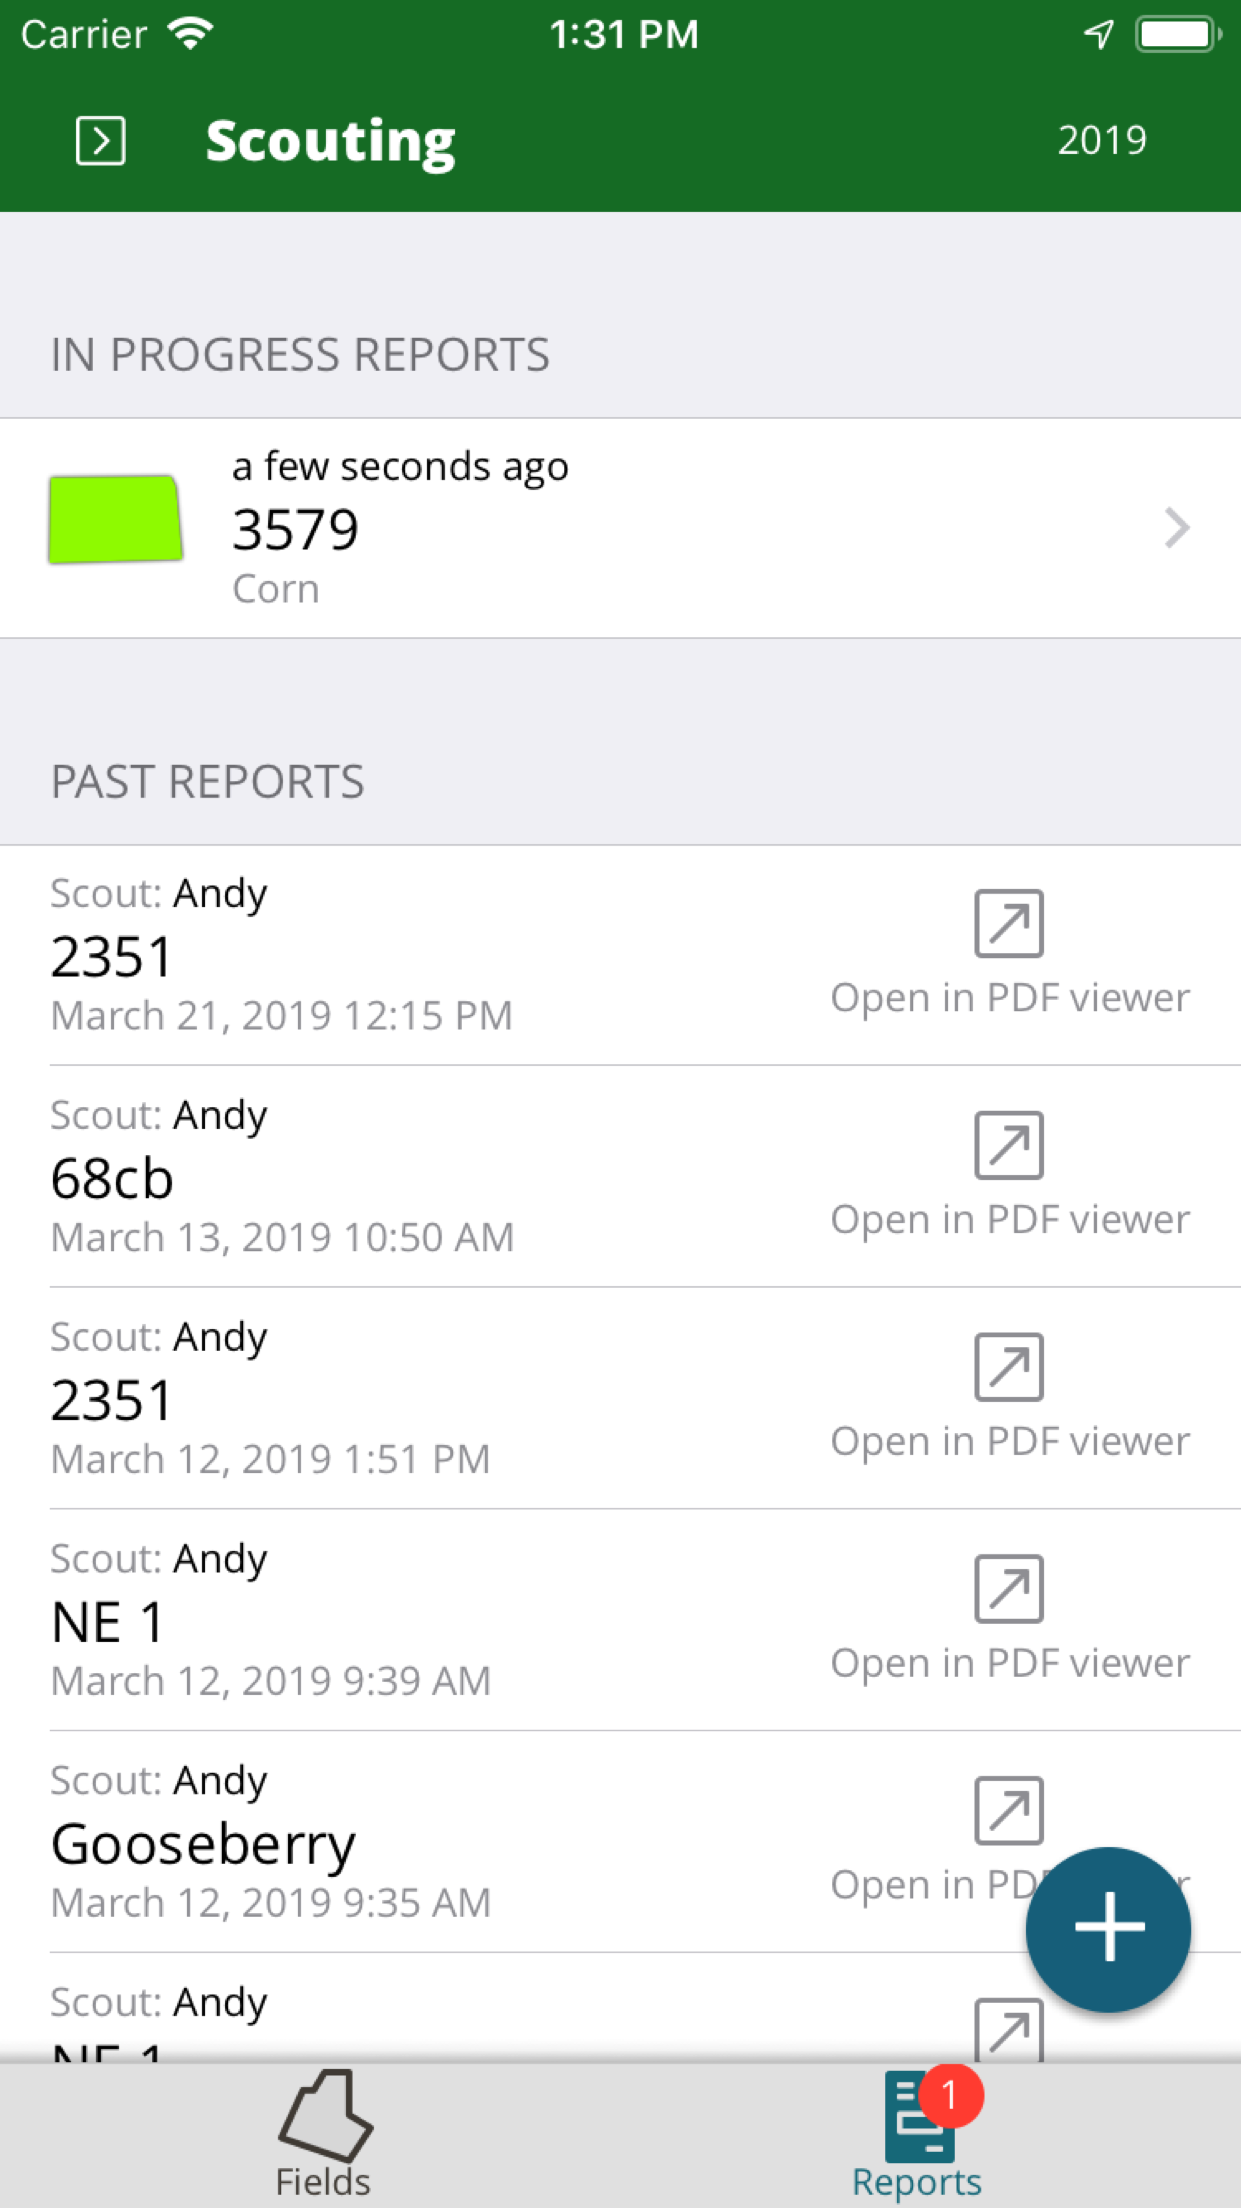 Carrier 1:31 PM
Scouting 2019
IN PROGRESS REPORTS
a few seconds ago
3579
Corn
PAST REPORTS
Scout: Andy
2351
March 21, 2019 12:15 PM
Open in PDF viewer
Scout: Andy
68cb
March 13, 2019 10:50 AM
Open in PDF viewer
Scout: Andy
2351
March 12, 2019 1:51 PM
Open in PDF viewer
Scout: Andy
NE 1
March 12, 2019 9:39 AM
Open in PDF viewer
Scout: Andy
Gooseberry
March 12, 2019 9:35 AM
Open in
Scout: Andy
NE 1
1
Fields
Reports